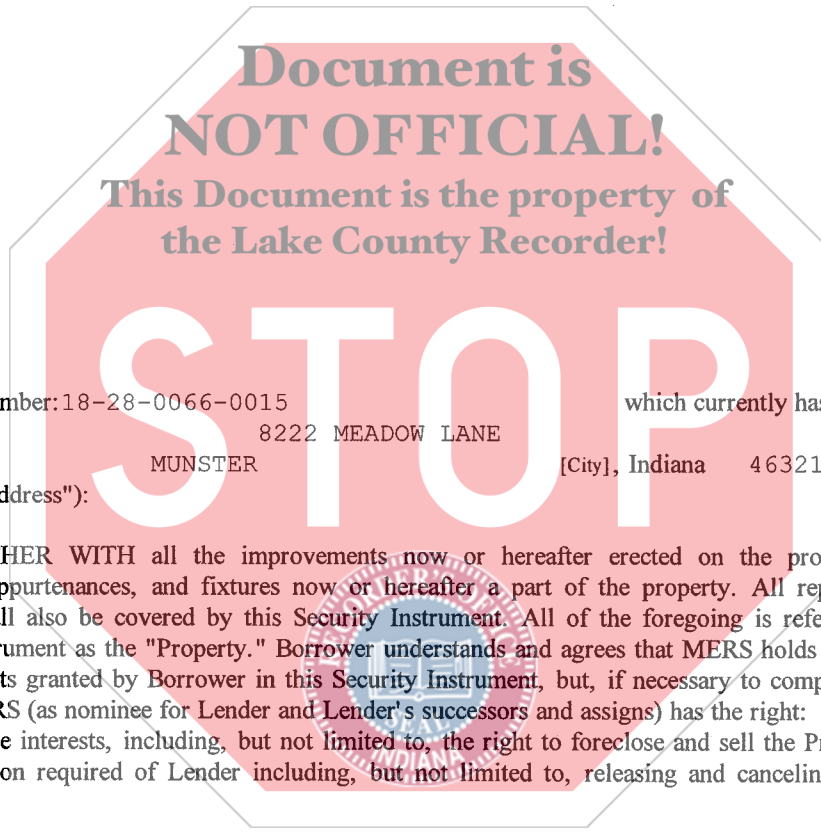 Document is
NOT OFFICIAL!
This Document is the property of
the Lake County Recorder!
STOP
mber: 18-28-0066-0015 which currently has
8222 MEADOW LANE
MUNSTER [City], Indiana 46321
ddress"):
HER WITH all the improvements now or hereafter erected on the pro
ppurtenances, and fixtures now or hereafter a part of the property. All rep
ll also be covered by this Security Instrument. All of the foregoing is refe
rument as the "Property." Borrower understands and agrees that MERS holds
ts granted by Borrower in this Security Instrument, but, if necessary to comp
RS (as nominee for Lender and Lender's successors and assigns) has the right:
e interests, including, but not limited to, the right to foreclose and sell the Pr
on required of Lender including, but not limited to, releasing and cancelin
RECORDER OFFICE
SEAL
INDIANA